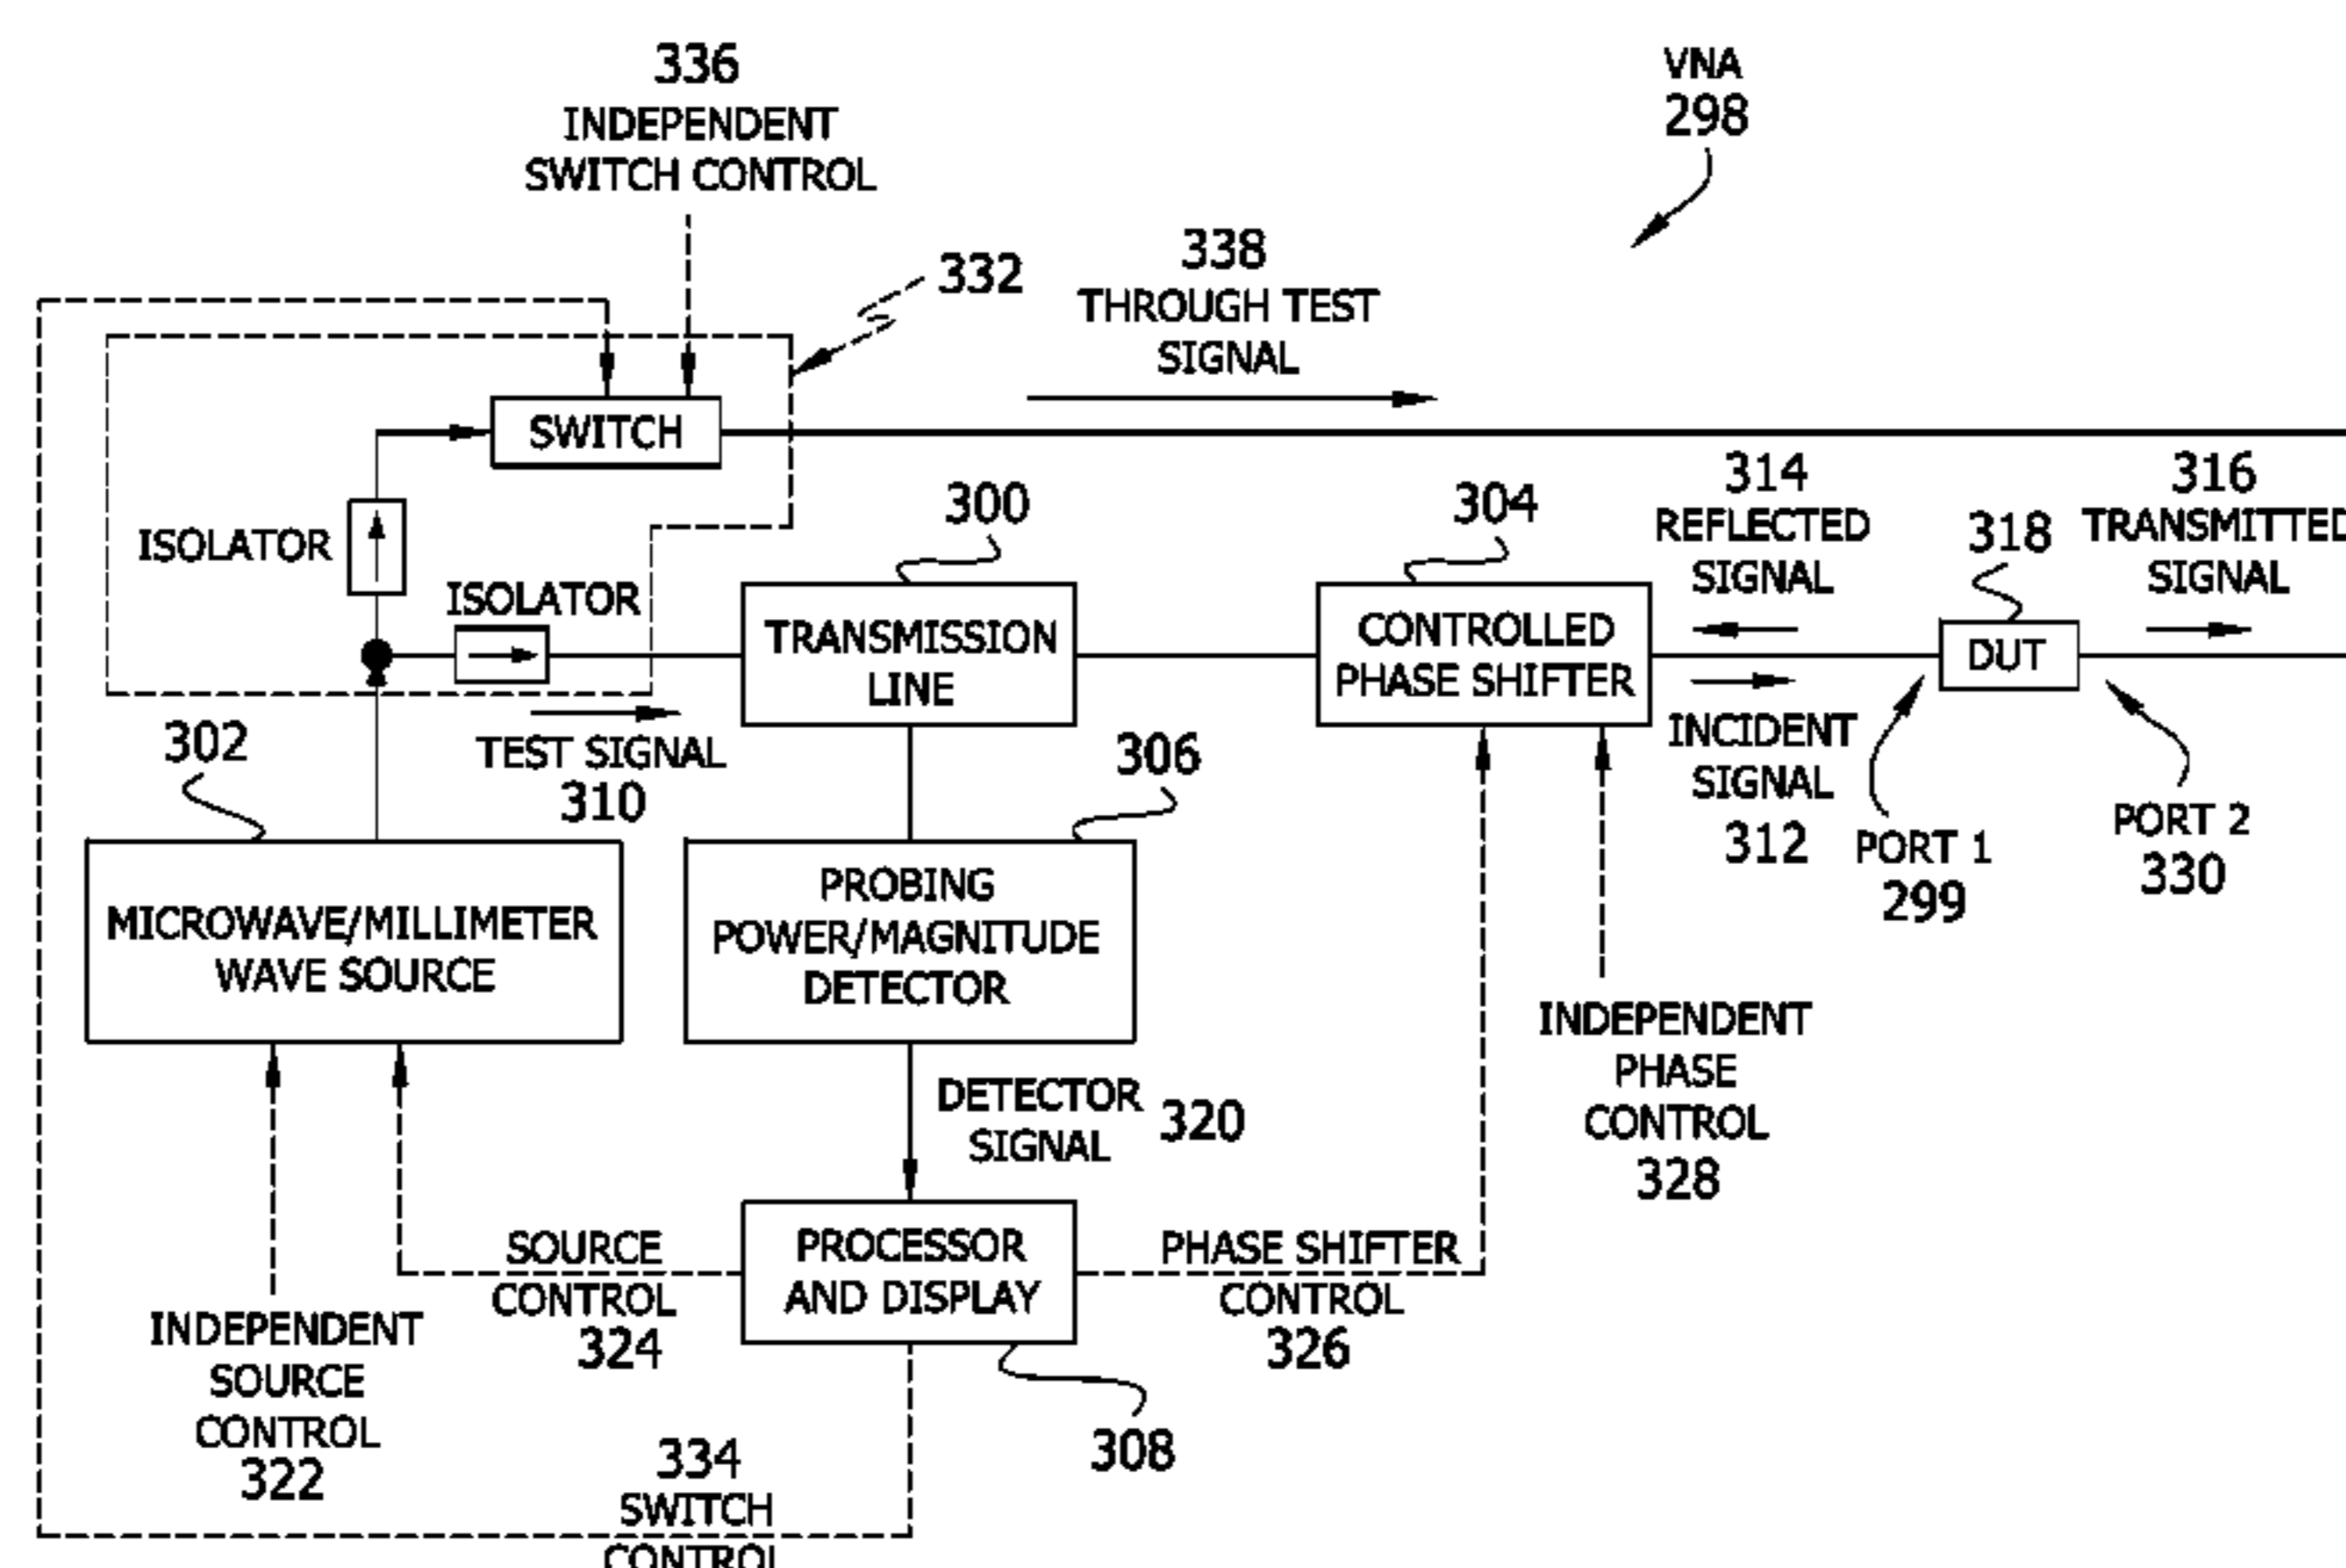 336
INDEPENDENT
SWITCH CONTROL
VNA
298
332
338
THROUGH TEST
SIGNAL
SWITCH
ISOLATOR
ISOLATOR
300
TRANSMISSION
LINE
304
CONTROLLED
PHASE SHIFTER
314
REFLECTED
SIGNAL
318
DUT
316
TRANSMITTED
SIGNAL
302
TEST SIGNAL
310
306
INCIDENT
SIGNAL
312
PORT 1
299
PORT 2
330
MICROWAVE/MILLIMETER
WAVE SOURCE
PROBING
POWER/MAGNITUDE
DETECTOR
INDEPENDENT
PHASE
CONTROL
328
DETECTOR
SIGNAL
320
SOURCE
CONTROL
324
PROCESSOR
AND DISPLAY
PHASE SHIFTER
CONTROL
326
INDEPENDENT
SOURCE
CONTROL
322
308
334
SWITCH
CONTROL